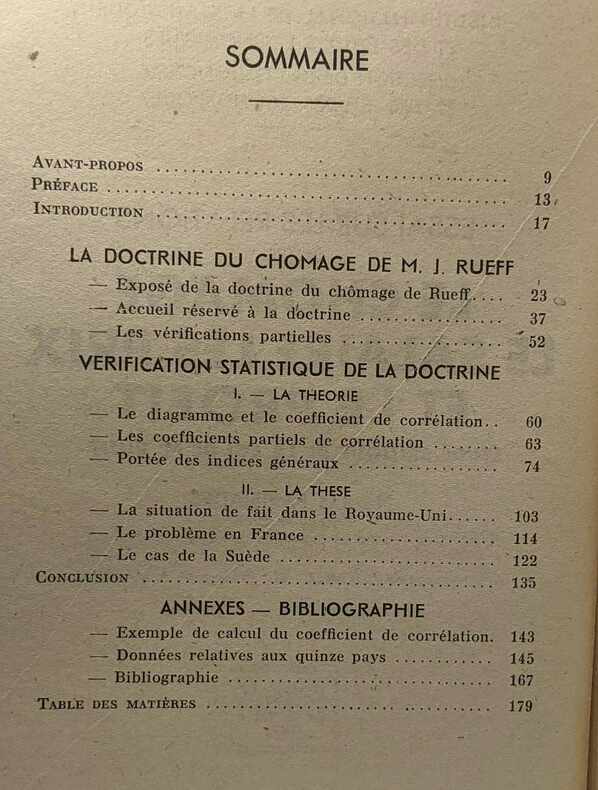 SOMMAIRE
AVANT-PROPOS .......... 9
PRÉFACE .......... 13
INTRODUCTION .......... 17
LA DOCTRINE DU CHOMAGE DE M. J. RUEFF
— Exposé de la doctrine du chômage de Rueff.... 23
— Accueil réservé à la doctrine .......... 37
— Les vérifications partielles .......... 52
VERIFICATION STATISTIQUE DE LA DOCTRINE
I. — LA THEORIE
— Le diagramme et le coefficient de corrélation.. 60
— Les coefficients partiels de corrélation ........ 63
— Portée des indices généraux .......... 74
II. — LA THESE
— La situation de fait dans le Royaume-Uni...... 103
— Le problème en France .......... 114
— Le cas de la Suède .......... 122
CONCLUSION .......... 135
ANNEXES — BIBLIOGRAPHIE
— Exemple de calcul du coefficient de corrélation. 143
— Données relatives aux quinze pays .......... 145
— Bibliographie .......... 167
TABLE DES MATIÈRES .......... 179